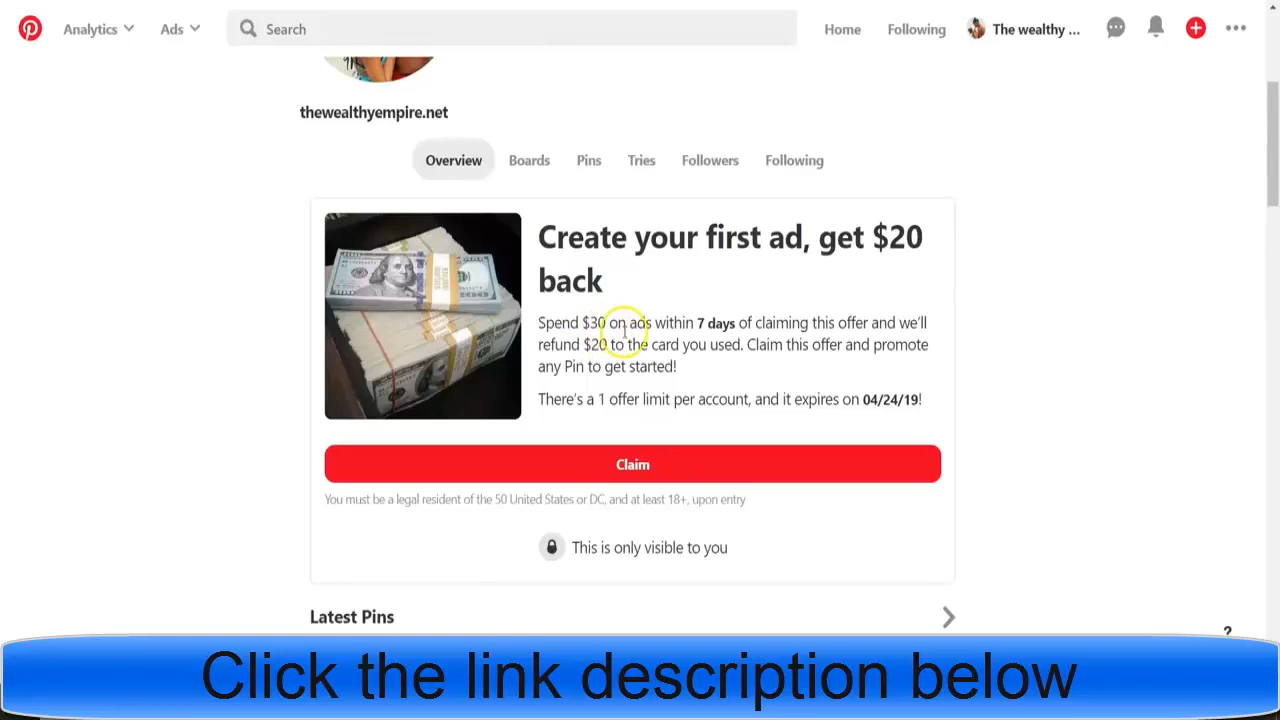 Analytics
Ads
Search
Home
Following
The wealthy ...
thewealthyempire.net
Overview
Boards
Pins
Tries
Followers
Following
Create your first ad, get $20
back
Spend $30 on ads within 7 days of claiming this offer and we'll
refund $20 to the card you used. Claim this offer and promote
any Pin to get started!
There's a 1 offer limit per account, and it expires on 04/24/19!
Claim
You must be a legal resident of the 50 United States or DC, and at least 18+, upon entry
This is only visible to you
Latest Pins
?
Click the link description below